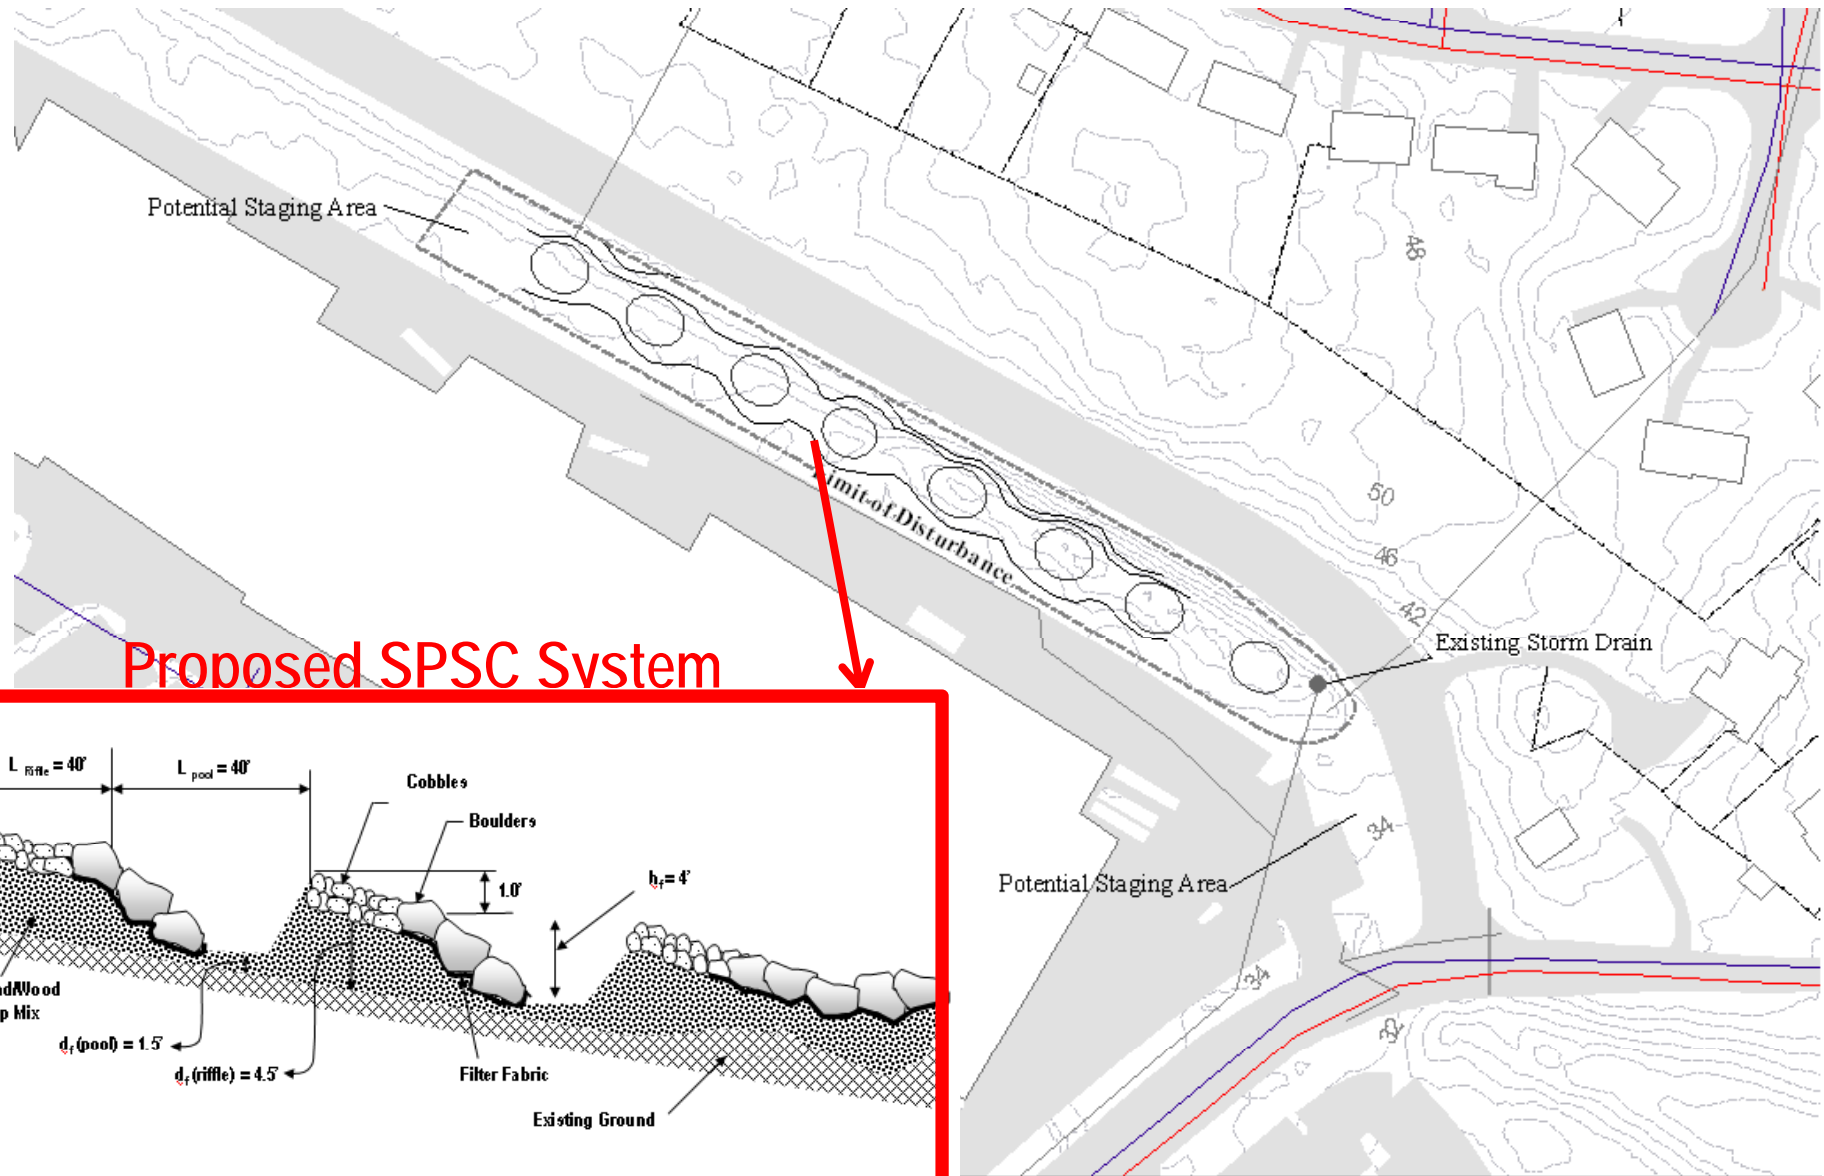 Potential Staging Area
48
50
46
42
Limit of Disturbance
Existing Storm Drain
Proposed SPSC System
34
Potential Staging Area
34
32
L Riffle = 40'
L pool = 40'
Cobbles
Boulders
1.0'
hf = 4'
Mix
df (pool) = 1.5'
df (riffle) = 4.5'
Filter Fabric
Existing Ground